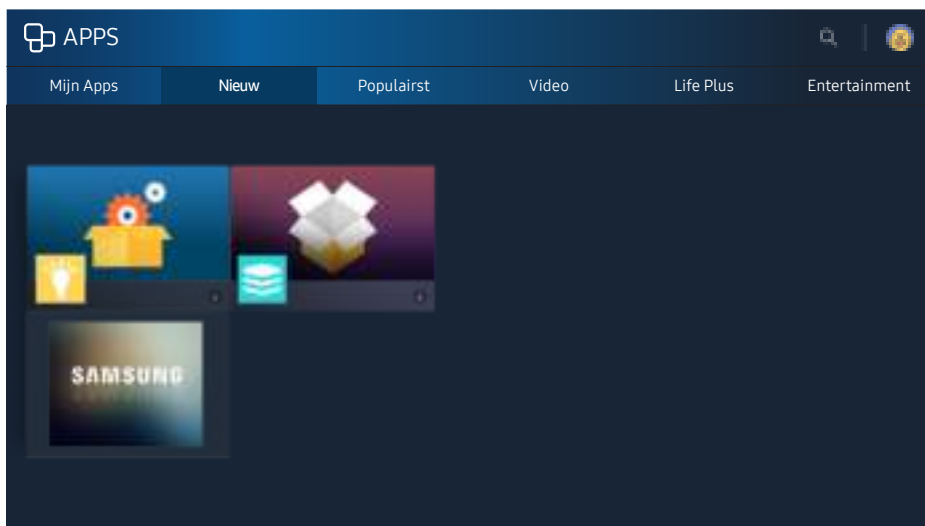 APPS
Mijn Apps Nieuw Populairst Video Life Plus Entertainment
SAMSUNG